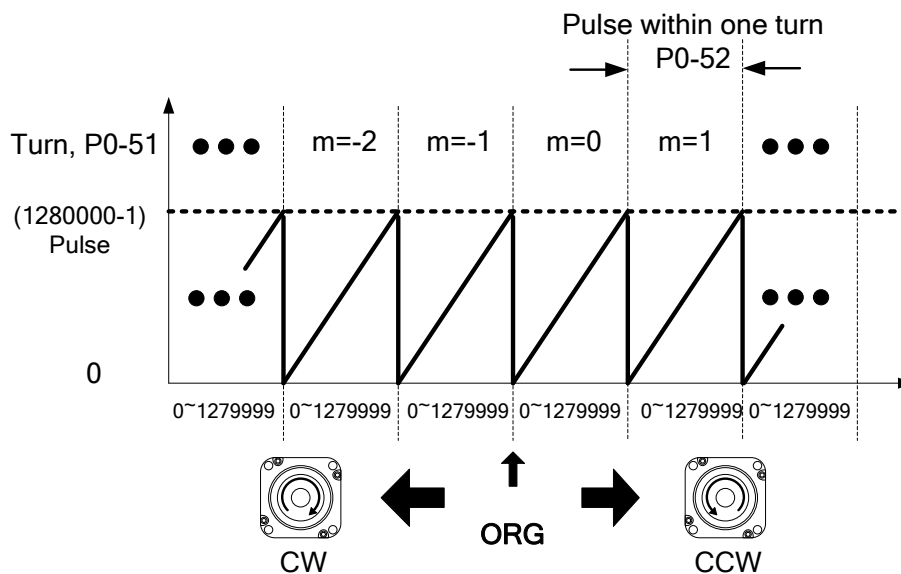 Pulse within one turn
P0-52
Turn, P0-51
m=-2
m=-1
m=0
m=1
(1280000-1)
Pulse
0
0~1279999
0~1279999
0~1279999
0~1279999
0~1279999
0~1279999
ORG
CW
CCW